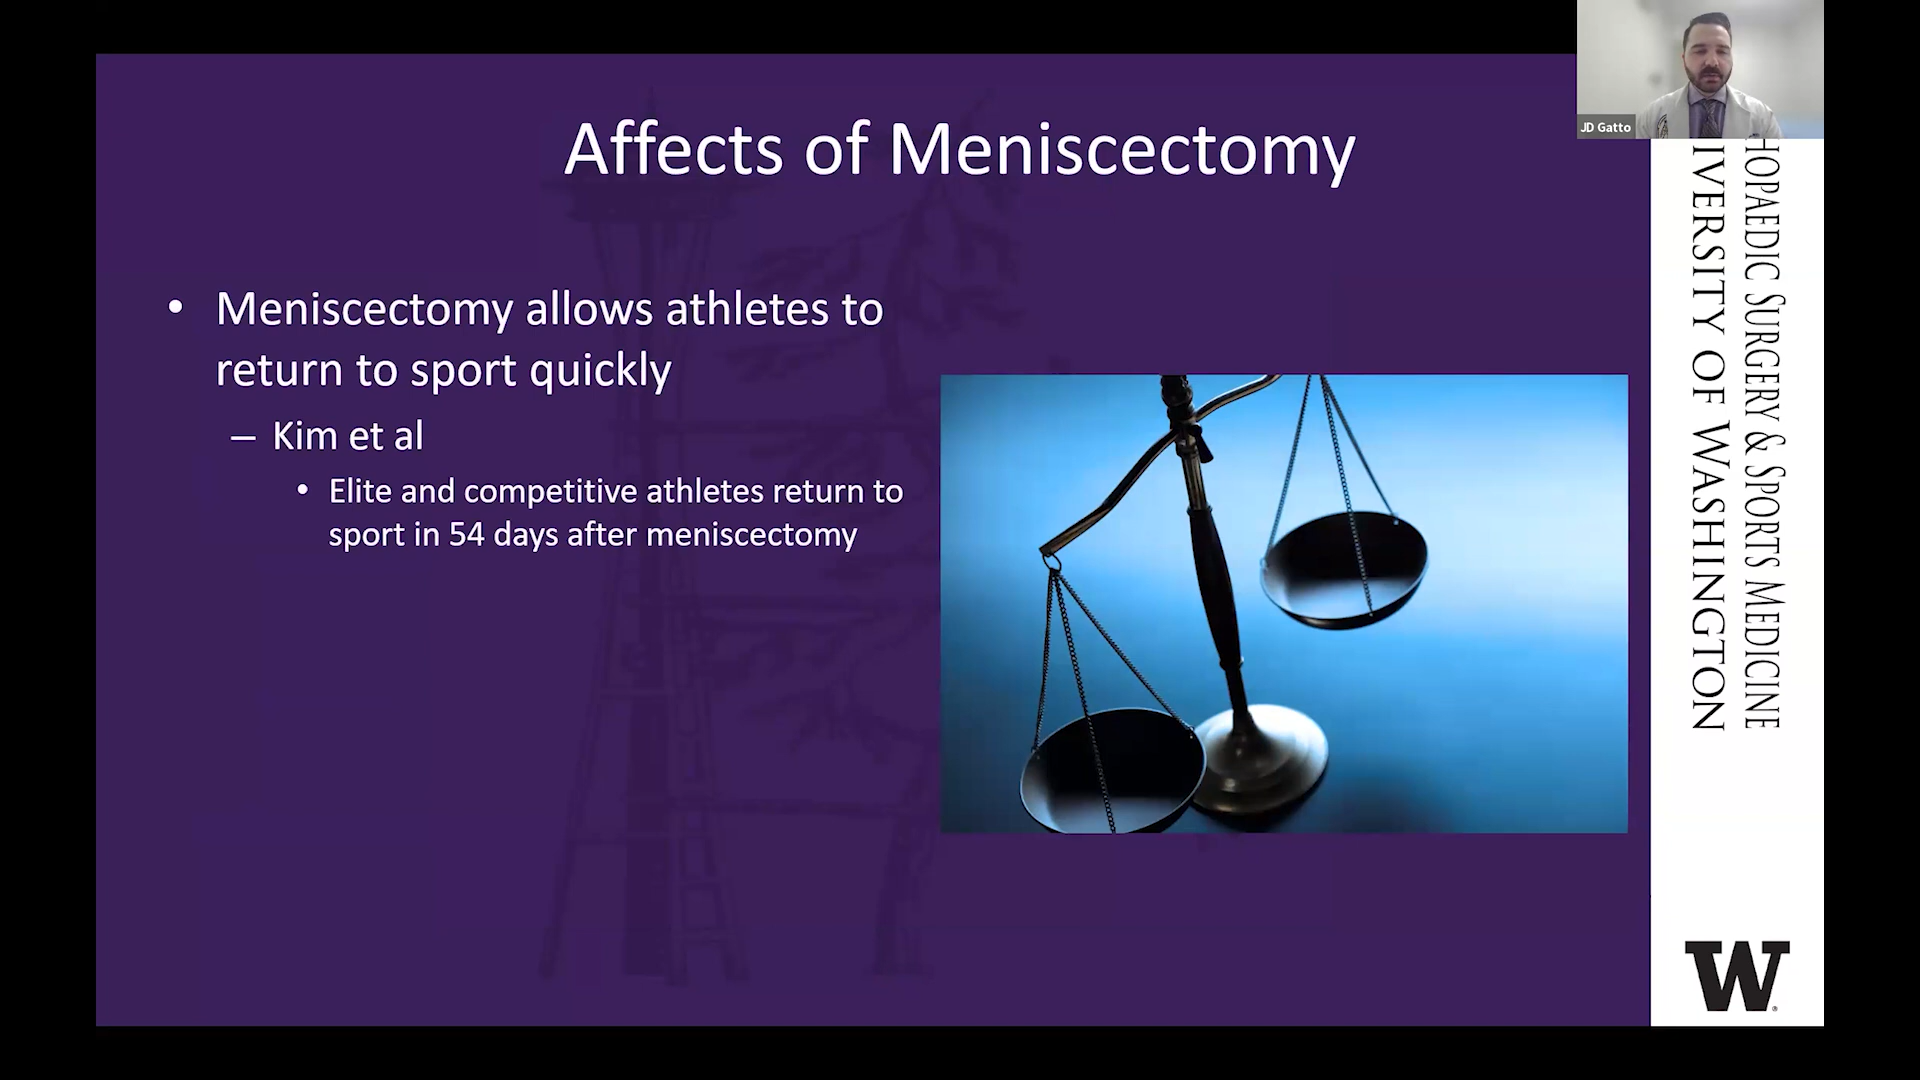 Affects of Meniscectomy
• Meniscectomy allows athletes to
return to sport quickly
– Kim et al
• Elite and competitive athletes return to
sport in 54 days after meniscectomy
JD Gatto
HOPAEDIC SURGERY & SPORTS MEDICINE
IVERSITY OF WASHINGTON
W